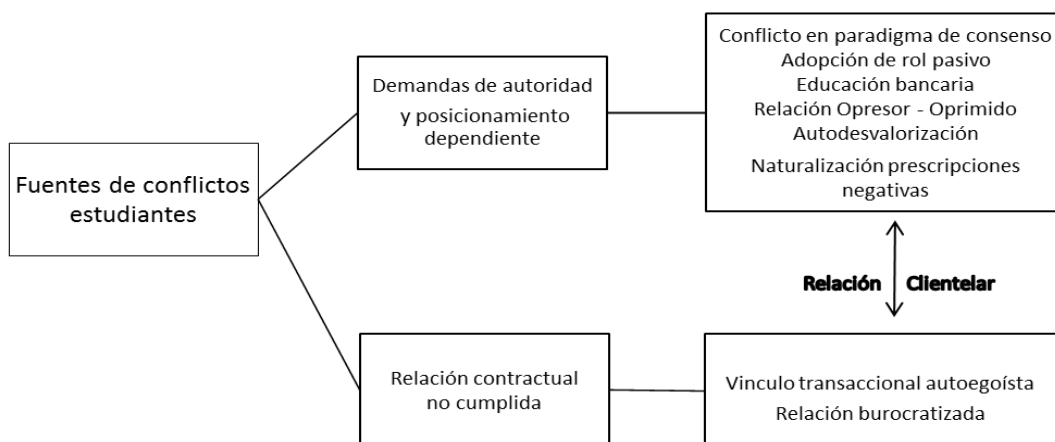 Fuentes de conflictos
estudiantes
Demandas de autoridad
y posicionamiento
dependiente
Conflicto en paradigma de consenso
Adopción de rol pasivo
Educación bancaria
Relación Opresor - Oprimido
Autodesvalorización
Naturalización prescripciones
negativas
Relación Clientelar
Relación contractual
no cumplida
Vinculo transaccional autoegoísta
Relación burocratizada